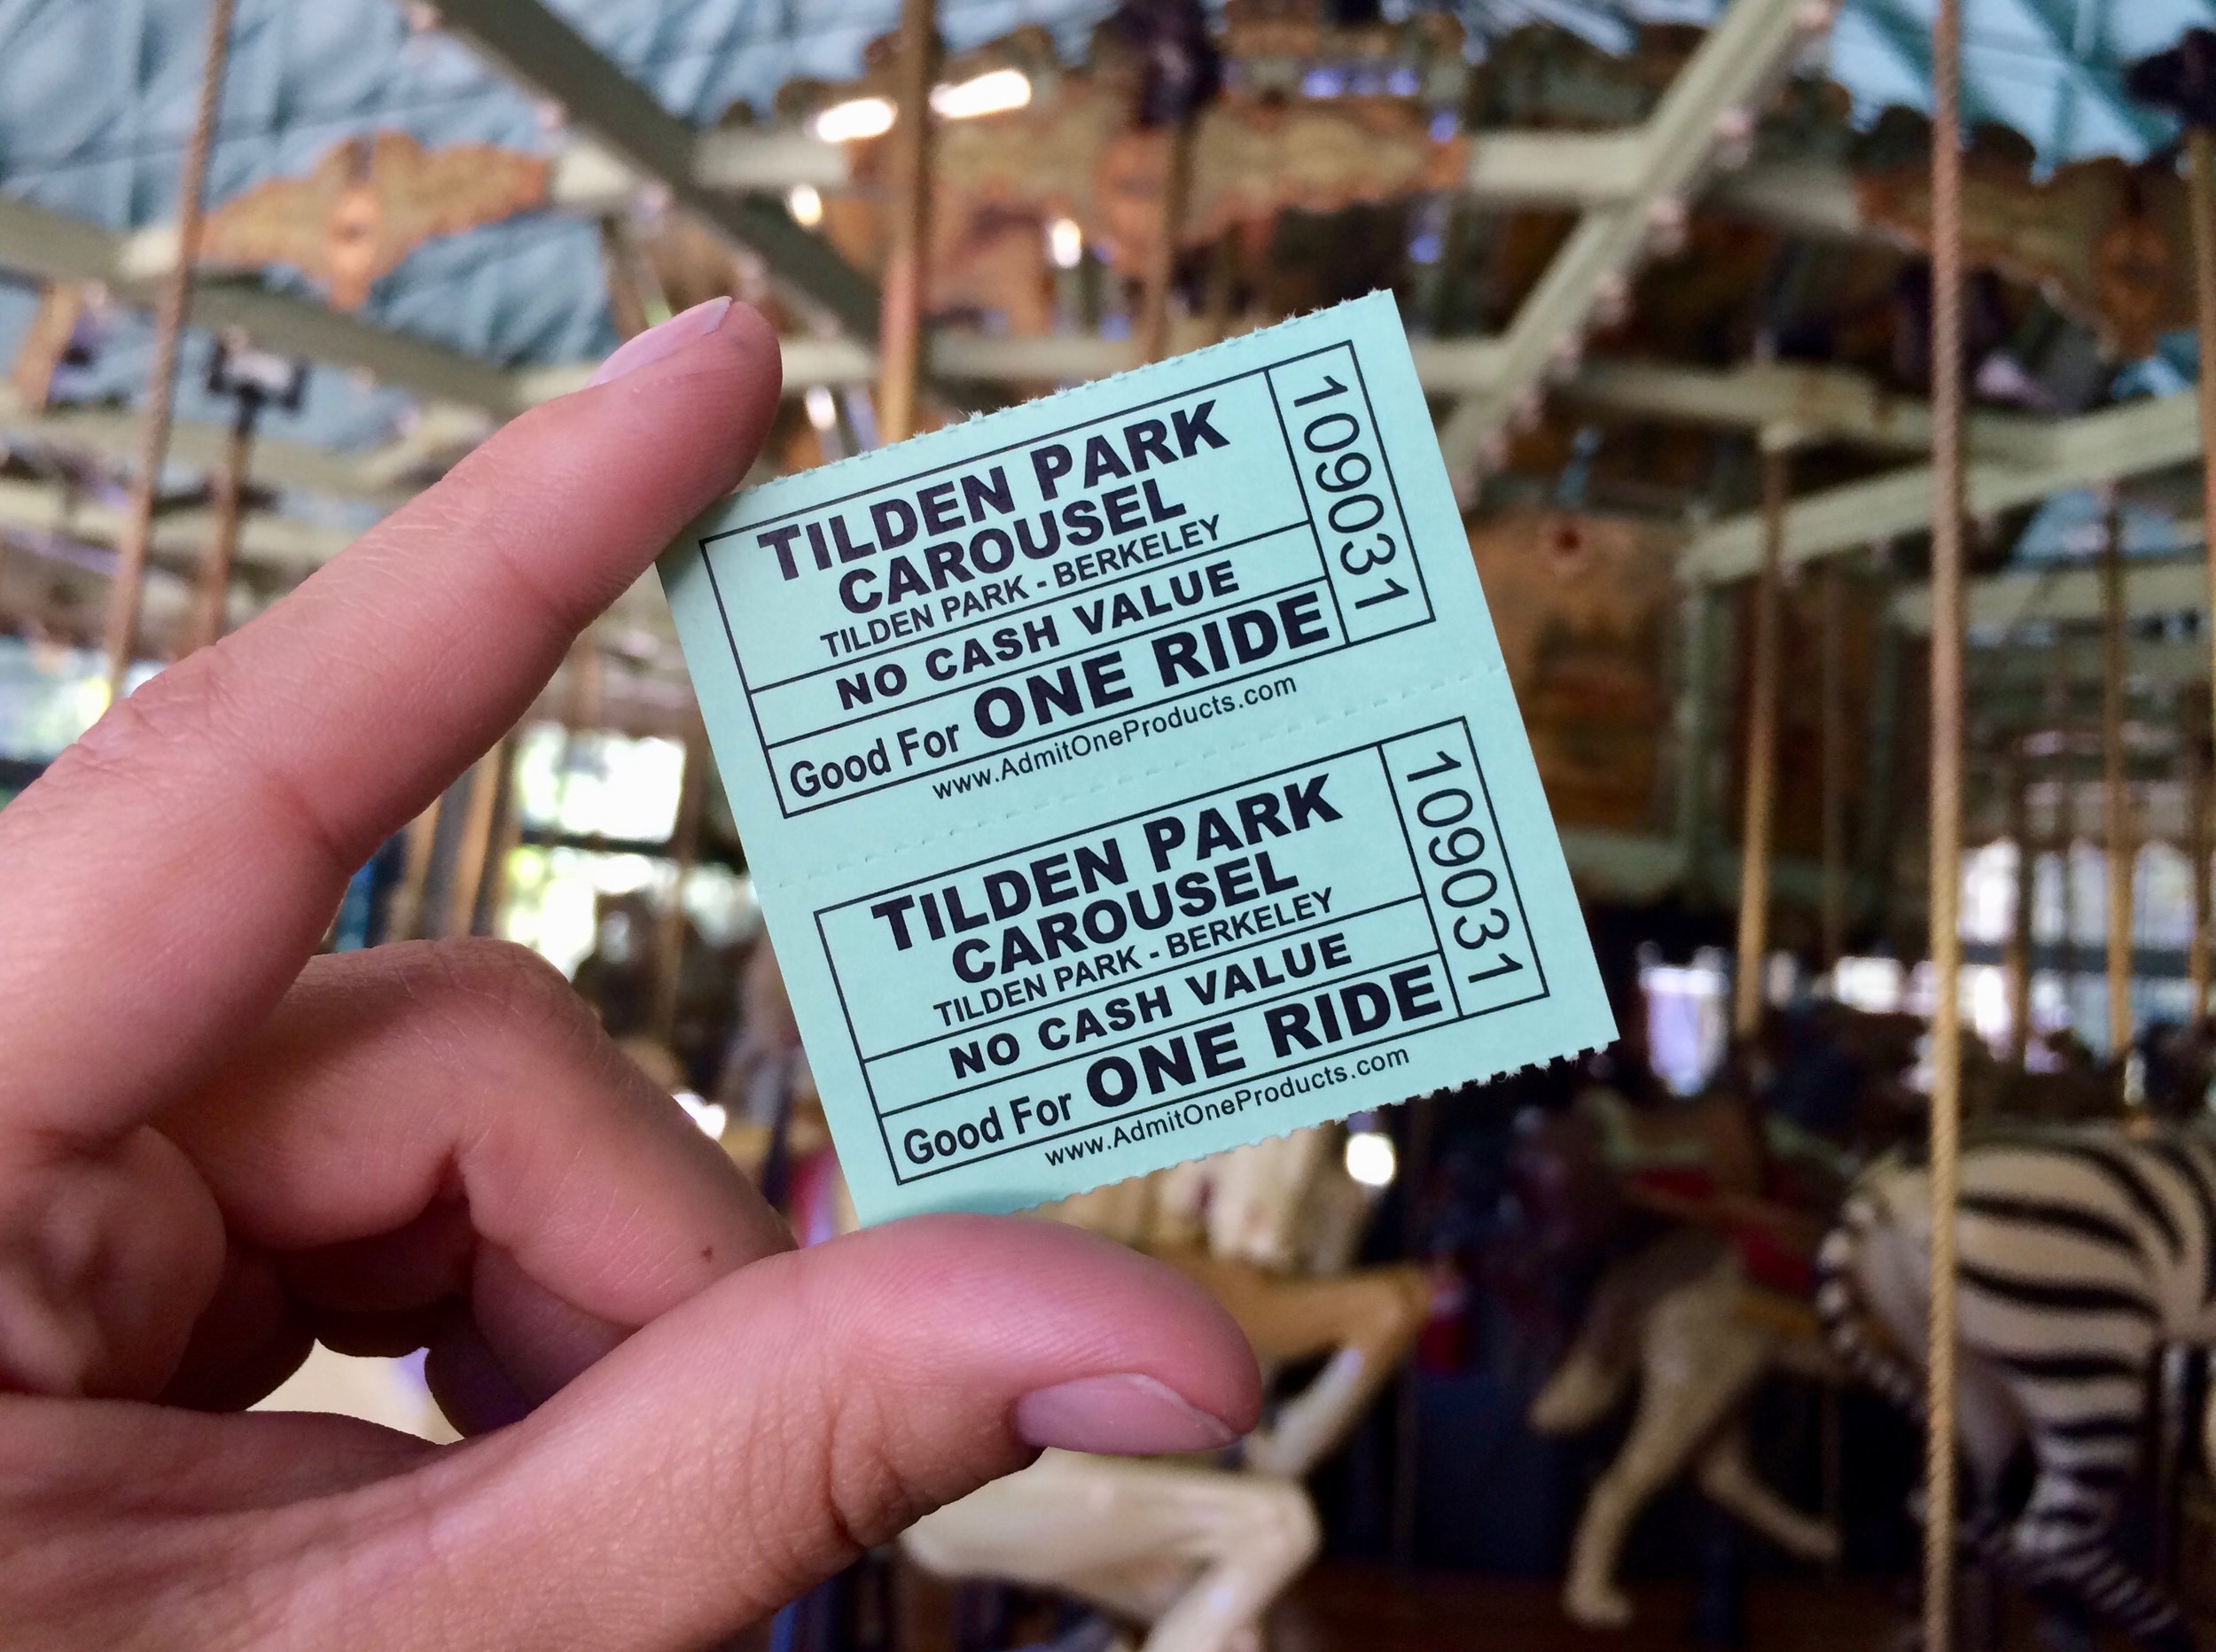 TILDEN PARK
CAROUSEL
TILDEN PARK - BERKELEY
NO CASH VALUE
Good For ONE RIDE
www.AdmitOneProducts.com
109031
TILDEN PARK
CAROUSEL
TILDEN PARK - BERKELEY
NO CASH VALUE
Good For ONE RIDE
www.AdmitOneProducts.com
109031